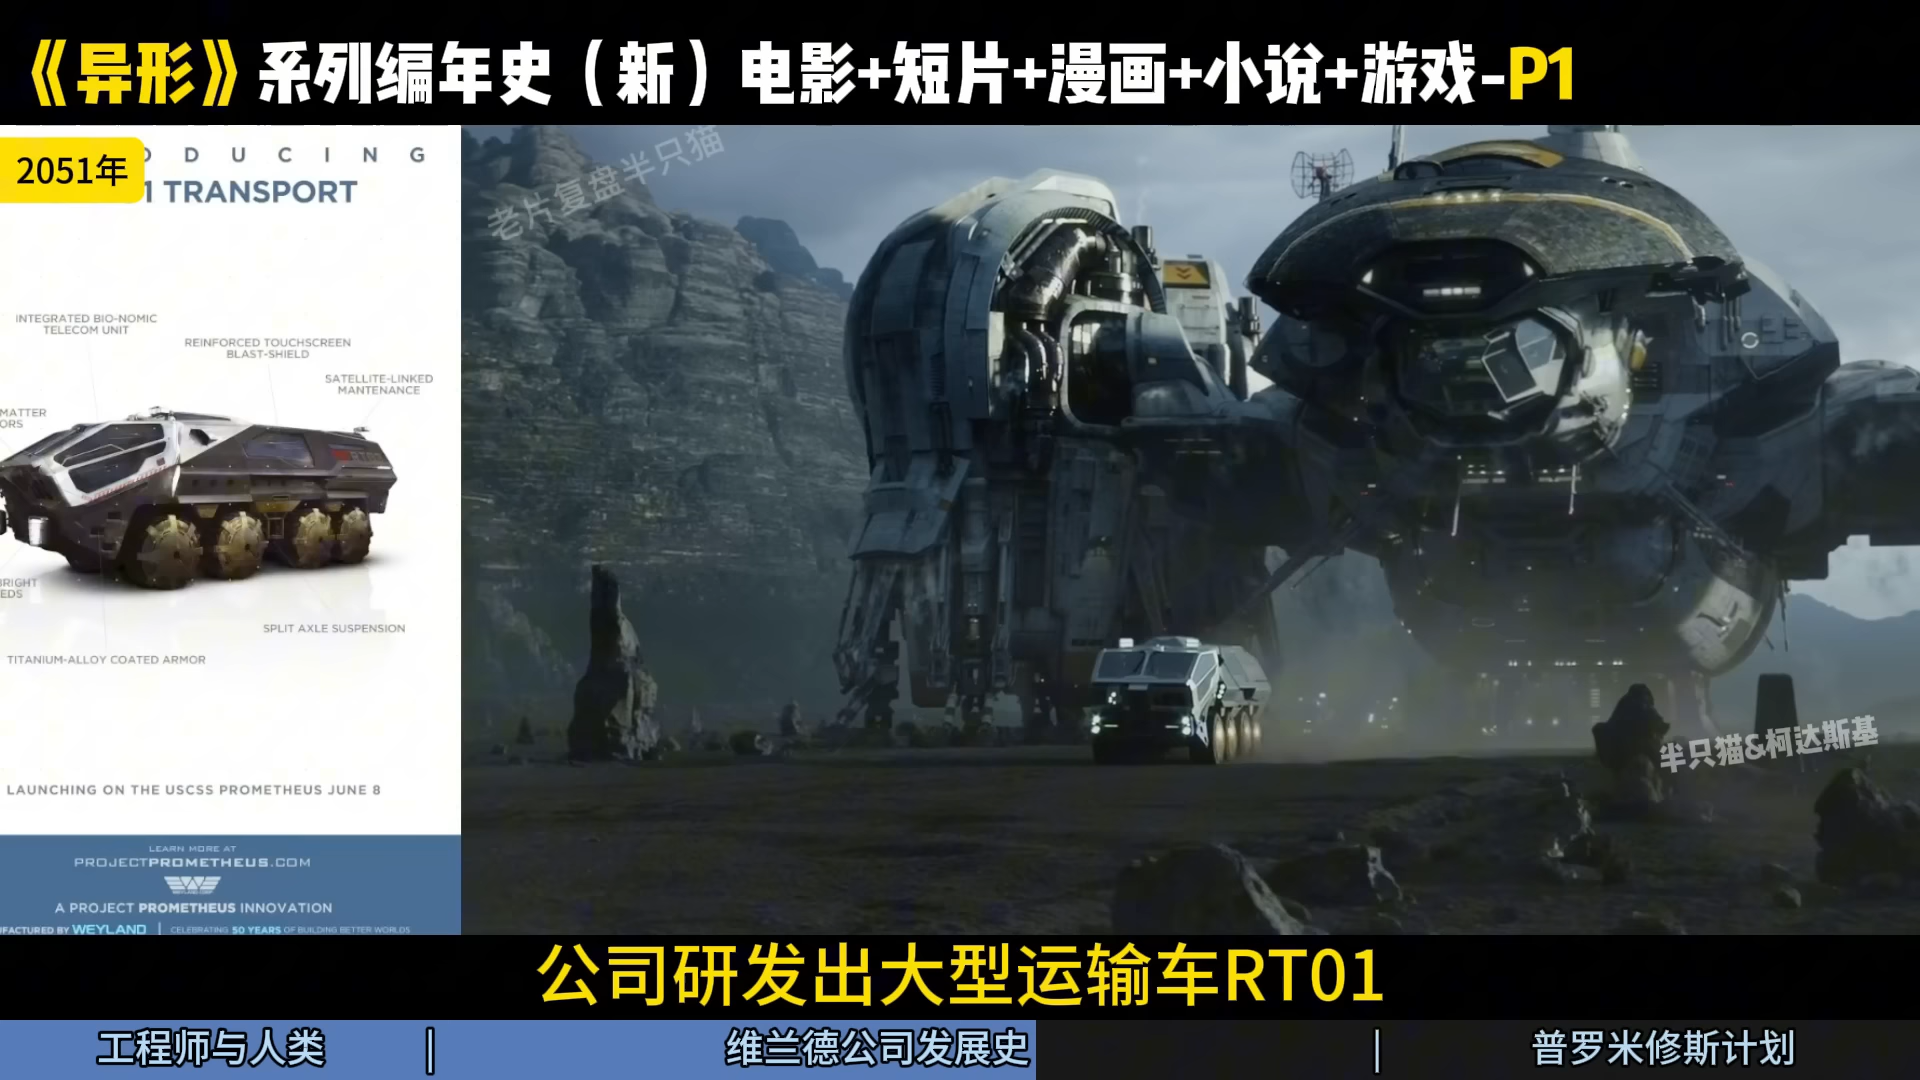 《异形》系列编年史（新）电影+短片+漫画+小说+游戏-P1
2051年
D U C I N G
1 TRANSPORT
老片复盘半只猫
INTEGRATED BIO-NOMIC
TELECOM UNIT
REINFORCED TOUCHSCREEN
BLAST-SHIELD
SATELLITE-LINKED
MANTENANCE
MATTER
ORS
BRIGHT
EDS
SPLIT AXLE SUSPENSION
TITANIUM-ALLOY COATED ARMOR
半只猫&柯达斯基
LAUNCHING ON THE USCSS PROMETHEUS JUNE 8
LEARN MORE AT
PROJECTPROMETHEUS.COM
A PROJECT PROMETHEUS INNOVATION
UFACTURED BY WEYLAND | CELEBRATING 50 YEARS OF BUILDING BETTER WORLDS
公司研发出大型运输车RT01
工程师与人类 | 维兰德公司发展史 | 普罗米修斯计划